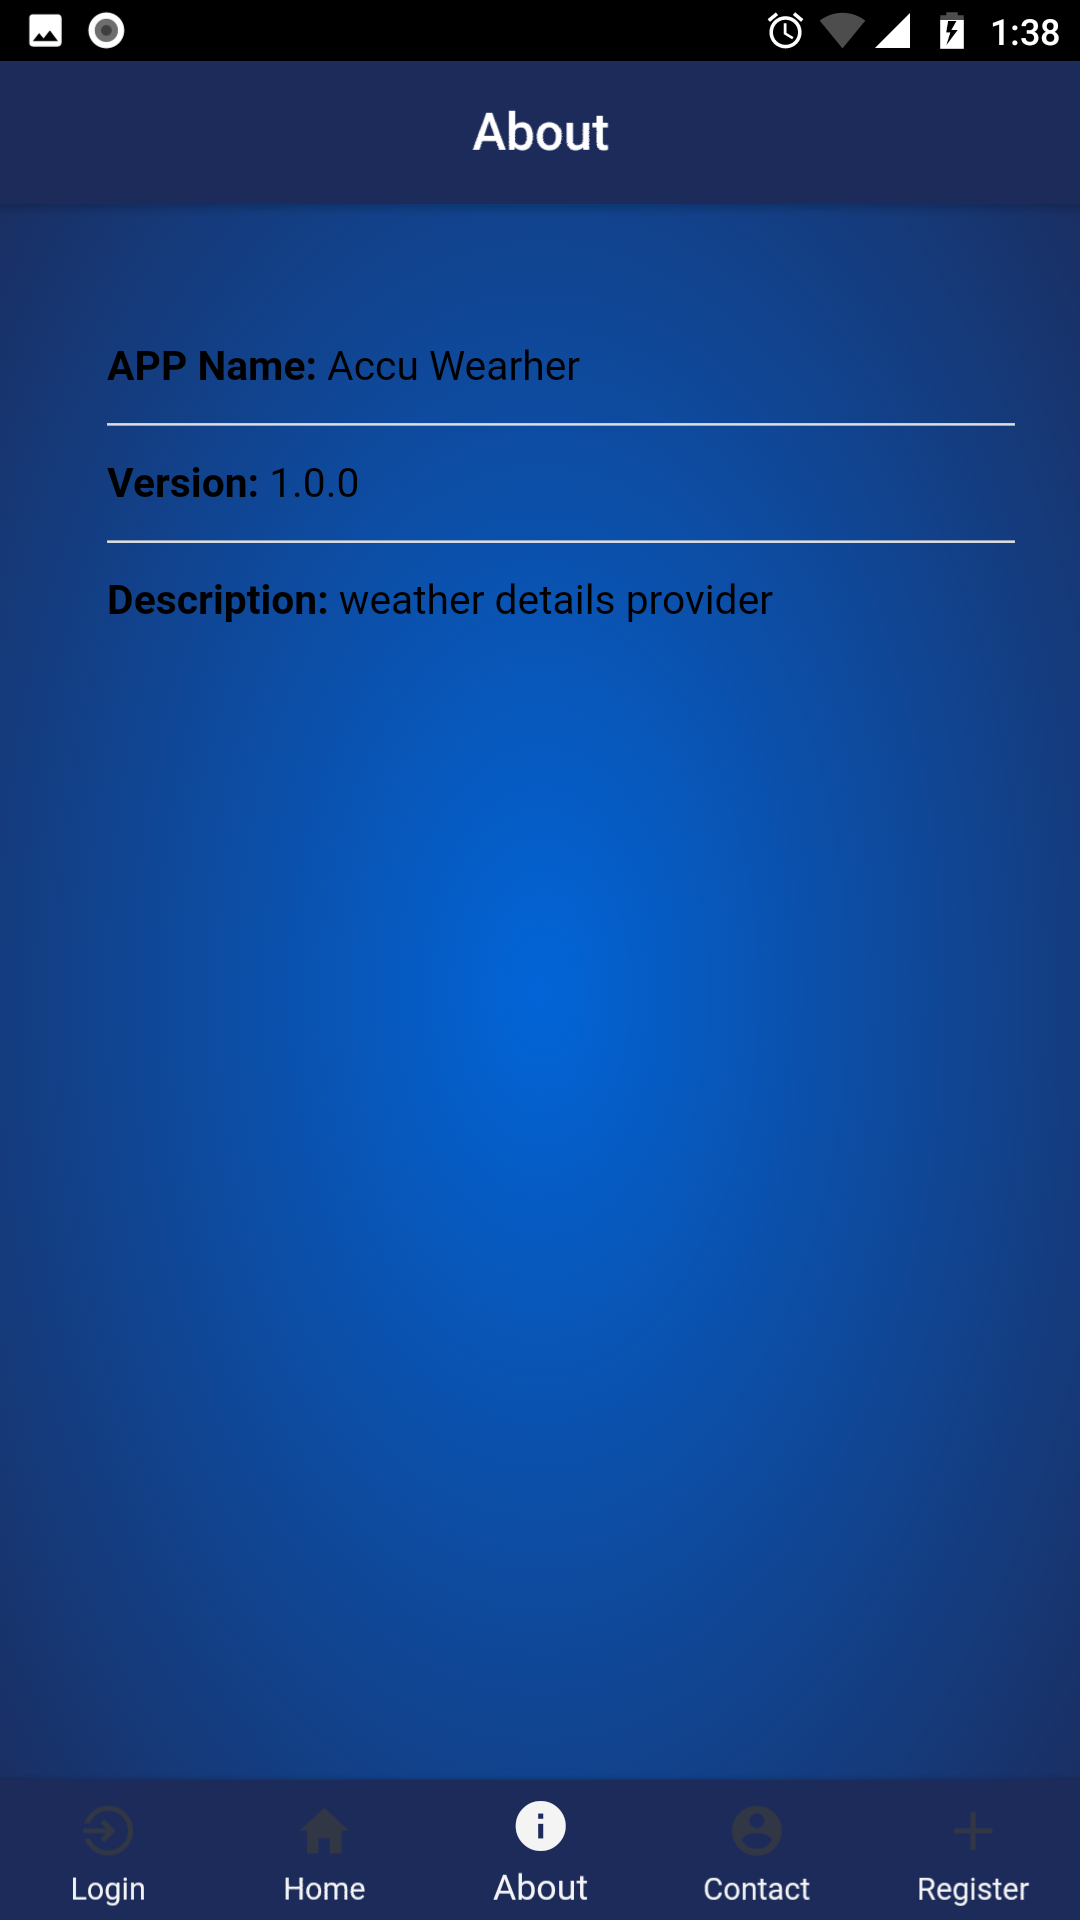 1:38
About
APP Name: Accu Wearher
Version: 1.0.0
Description: weather details provider
Login Home About Contact Register